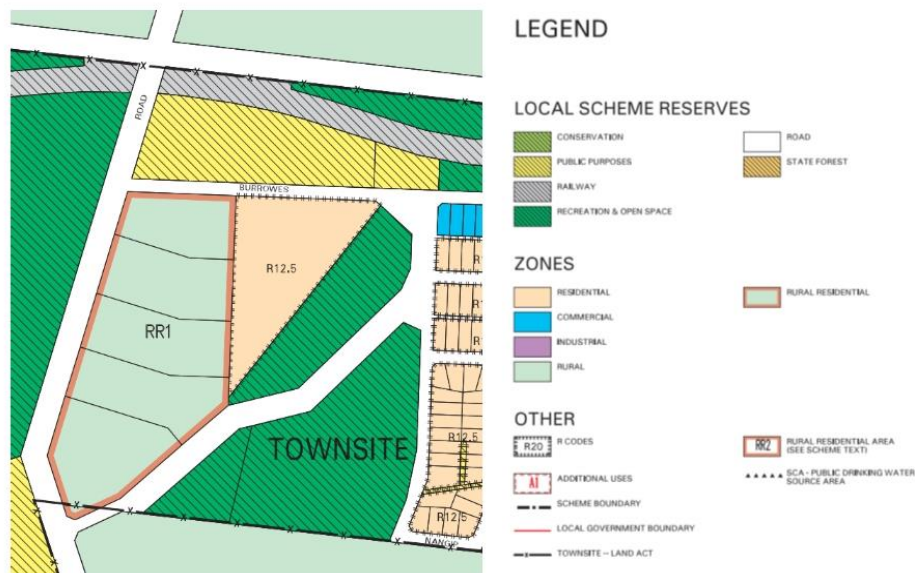 ROAD
BURROWES
R12.5
RR1
TOWNSITE
R12.5
R12.5
NANGIP
LEGEND
LOCAL SCHEME RESERVES
CONSERVATION
PUBLIC PURPOSES
RAILWAY
RECREATION & OPEN SPACE
ROAD
STATE FOREST
ZONES
RESIDENTIAL
COMMERCIAL
INDUSTRIAL
RURAL
RURAL RESIDENTIAL
OTHER
R20 R CODES
A1 ADDITIONAL USES
SCHEME BOUNDARY
LOCAL GOVERNMENT BOUNDARY
TOWNSITE -- LAND ACT
RR2 RURAL RESIDENTIAL AREA
(SEE SCHEME TEXT)
SCA - PUBLIC DRINKING WATER
SOURCE AREA